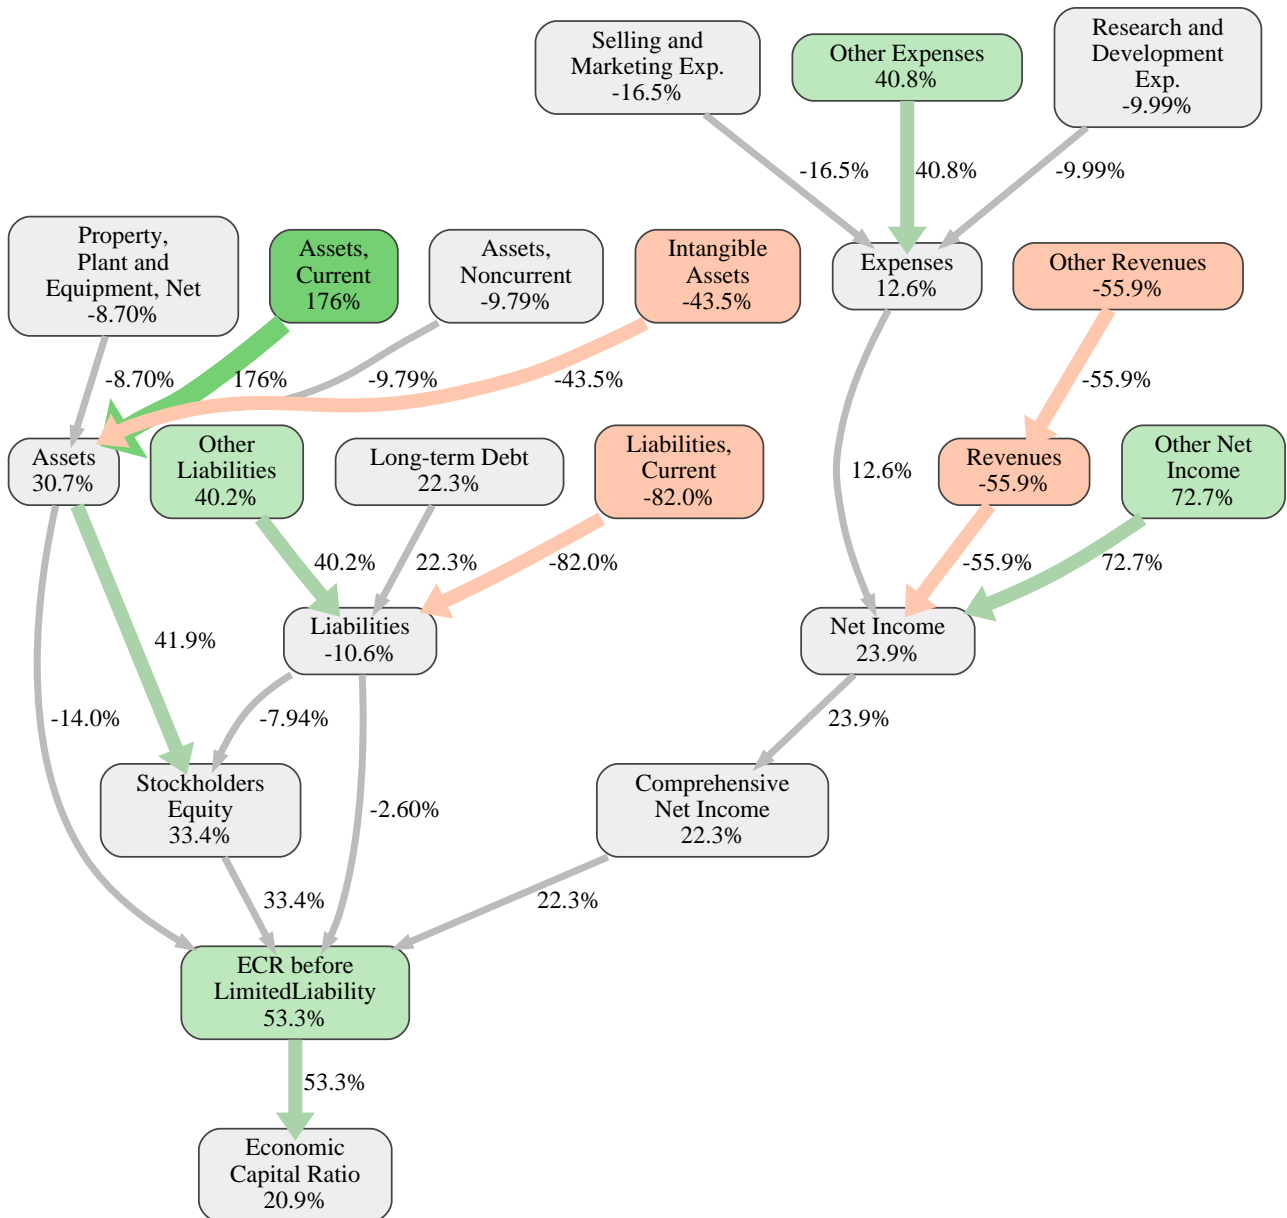 Selling and
Marketing Exp.
-16.5%
Other Expenses
40.8%
Research and
Development
Exp.
-9.99%
-16.5%
40.8%
-9.99%
Property,
Plant and
Equipment, Net
-8.70%
Assets,
Current
176%
Assets,
Noncurrent
-9.79%
Intangible
Assets
-43.5%
Expenses
12.6%
Other Revenues
-55.9%
-8.70%
176%
-9.79%
-43.5%
-55.9%
Assets
30.7%
Other
Liabilities
40.2%
Long-term Debt
22.3%
Liabilities,
Current
-82.0%
12.6%
Revenues
-55.9%
Other Net
Income
72.7%
40.2%
22.3%
-82.0%
-55.9%
72.7%
41.9%
Liabilities
-10.6%
Net Income
23.9%
-14.0%
-7.94%
23.9%
Stockholders
Equity
33.4%
-2.60%
Comprehensive
Net Income
22.3%
33.4%
22.3%
ECR before
LimitedLiability
53.3%
53.3%
Economic
Capital Ratio
20.9%